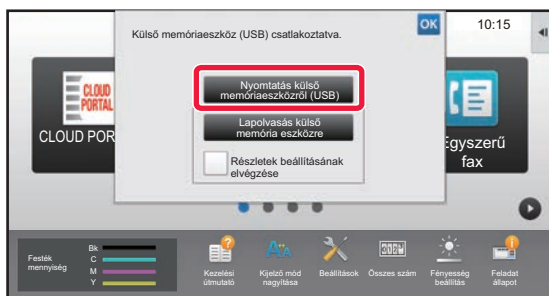 Külső memóriaeszköz (USB) csatlakoztatva.
OK
10:15
Nyomtatás külső
memóriaeszközről (USB)
Lapolvasás külső
memória eszközre
Részletek beállításának
elvégzése
CLOUD
PORTAL
CLOUD POR
Egyszerű
fax
Festék
mennyiség
Bk
C
M
Y
Kezelési
útmutató
Kijelző mód
nagyítása
Beállítások
Összes szám
Fényesség
beállítás
Feladat
állapot